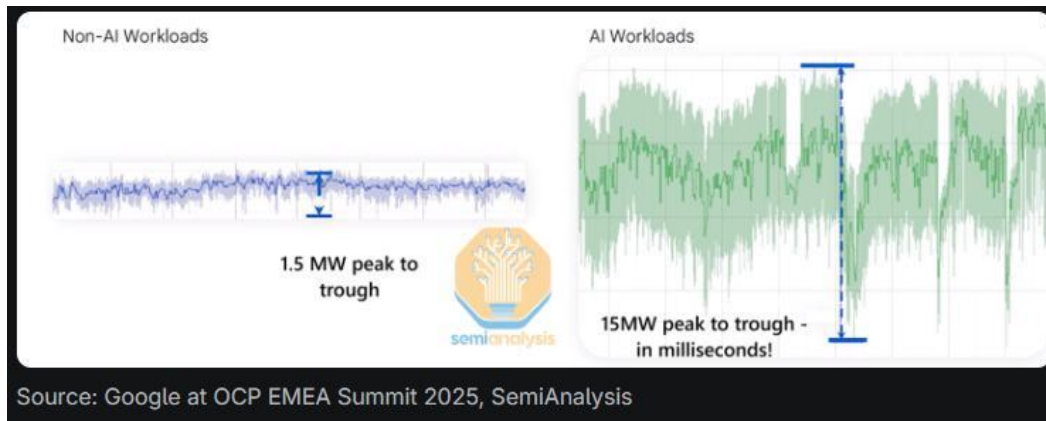 Non-AI Workloads
AI Workloads
1.5 MW peak to
trough
semianalysis
15MW peak to trough -
in milliseconds!
Source: Google at OCP EMEA Summit 2025, SemiAnalysis